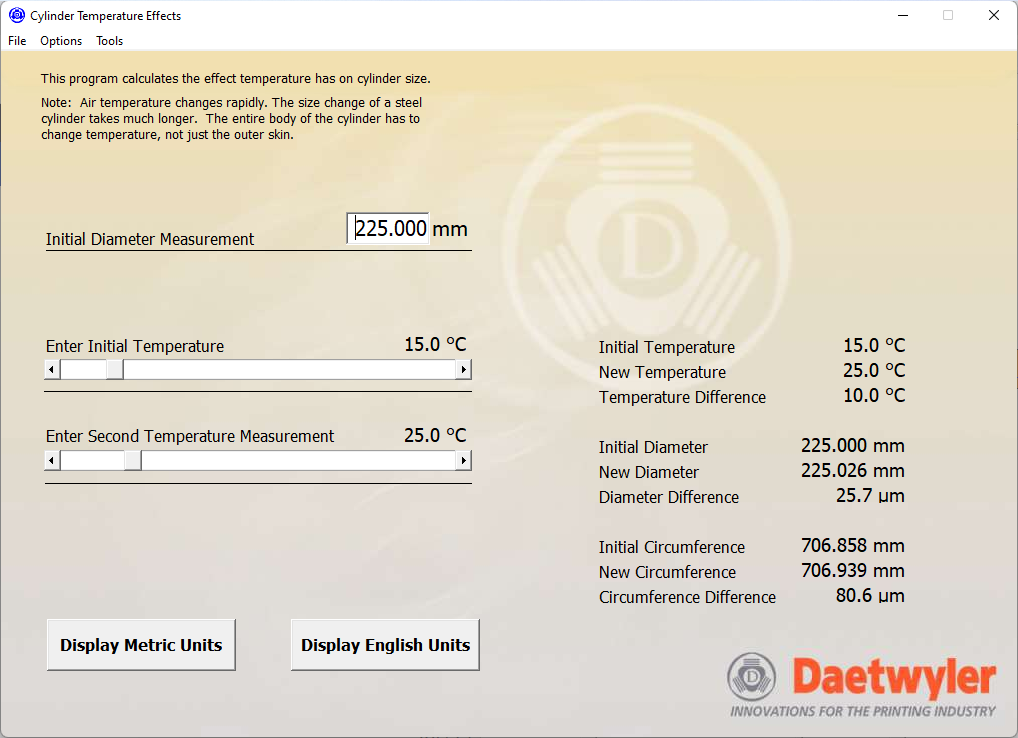 Cylinder Temperature Effects
File Options Tools
This program calculates the effect temperature has on cylinder size.
Note: Air temperature changes rapidly. The size change of a steel
cylinder takes much longer. The entire body of the cylinder has to
change temperature, not just the outer skin.
Initial Diameter Measurement 225.000 mm
Enter Initial Temperature 15.0 °C
Enter Second Temperature Measurement 25.0 °C
Display Metric Units
Display English Units
D
Initial Temperature 15.0 °C
New Temperature 25.0 °C
Temperature Difference 10.0 °C
Initial Diameter 225.000 mm
New Diameter 225.026 mm
Diameter Difference 25.7 µm
Initial Circumference 706.858 mm
New Circumference 706.939 mm
Circumference Difference 80.6 µm
D
Daetwyler
INNOVATIONS FOR THE PRINTING INDUSTRY